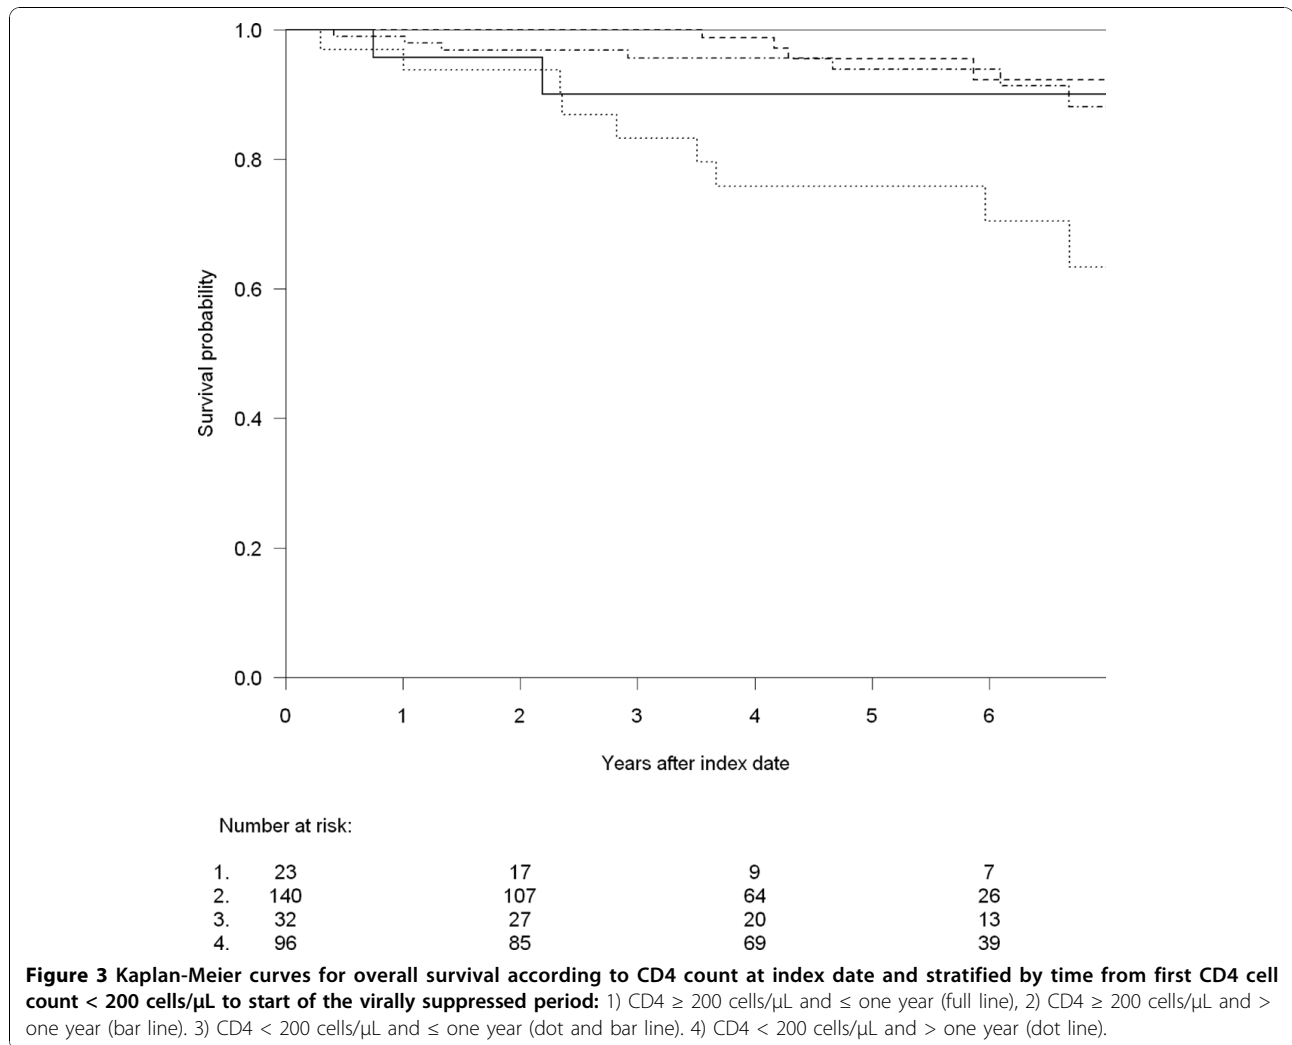 1.0
0.8
0.6
0.4
0.2
0.0
Survival probability
0 1 2 3 4 5 6
Years after index date
Number at risk:
1. 23 17 9 7
2. 140 107 64 26
3. 32 27 20 13
4. 96 85 69 39
Figure 3 Kaplan-Meier curves for overall survival according to CD4 count at index date and stratified by time from first CD4 cell
count < 200 cells/μL to start of the virally suppressed period: 1) CD4 ≥ 200 cells/μL and ≤ one year (full line), 2) CD4 ≥ 200 cells/μL and >
one year (bar line). 3) CD4 < 200 cells/μL and ≤ one year (dot and bar line). 4) CD4 < 200 cells/μL and > one year (dot line).